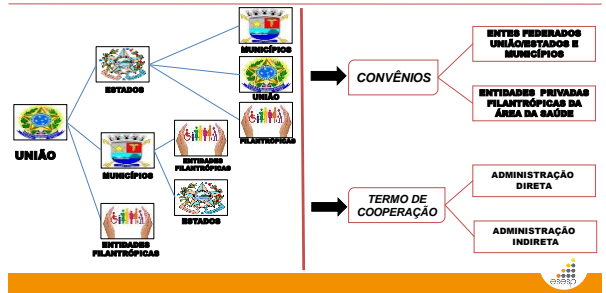 MUNICÍPIOS
ESTADOS
UNIÃO
FILANTRÓPICAS
UNIÃO
MUNICÍPIOS
ENTIDADES
FILANTRÓPICAS
ESTADOS
ENTIDADES
FILANTRÓPICAS
CONVÊNIOS
ENTES FEDERADOS
UNIÃO/ESTADOS E
MUNICÍPIOS
ENTIDADES PRIVADAS
FILANTRÓPICAS DA
ÁREA DA SAÚDE
TERMO DE
COOPERAÇÃO
ADMINISTRAÇÃO
DIRETA
ADMINISTRAÇÃO
INDIRETA
esesp